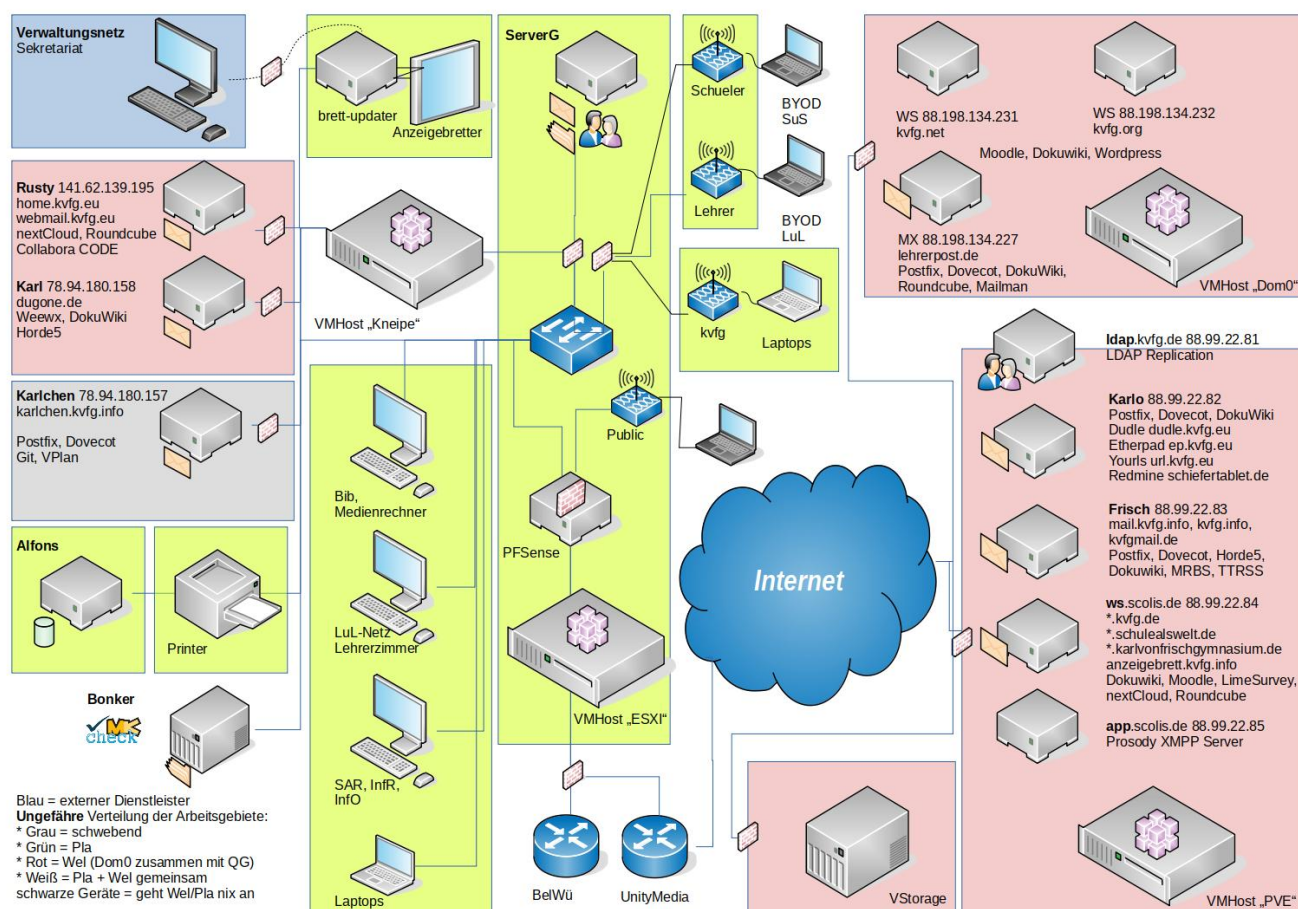 Verwaltungsnetz
Sekretariat
brett-updater
Anzeigebretter
ServerG
Schueler
BYOD
SuS
Lehrer
BYOD
LuL
kvfg
Laptops
WS 88.198.134.231
kvfg.net
WS 88.198.134.232
kvfg.org
Moodle, Dokuwiki, Wordpress
MX 88.198.134.227
lehrerpost.de
Postfix, Dovecot, DokuWiki,
Roundcube, Mailman
VMHost „Dom0“
Rusty 141.62.139.195
home.kvfg.eu
webmail.kvfg.eu
nextCloud, Roundcube
Collabora CODE
Karl 78.94.180.158
dugone.de
Weewx, DokuWiki
Horde5
VMHost „Kneipe“
Karlchen 78.94.180.157
karlchen.kvfg.info
Postfix, Dovecot
Git, VPlan
Alfons
Printer
Bonker
MK
check
Blau = externer Dienstleister
Ungefähre Verteilung der Arbeitsgebiete:
* Grau = schwebend
* Grün = Pla
* Rot = Wel (Dom0 zusammen mit QG)
* Weiß = Pla + Wel gemeinsam
schwarze Geräte = geht Wel/Pla nix an
Bib,
Medienrechner
LuL-Netz
Lehrerzimmer
SAR, InfR,
InfO
Laptops
Public
PFSense
VMHost „ESXI“
BelWü
UnityMedia
Internet
VStorage
ldap.kvfg.de 88.99.22.81
LDAP Replication
Karlo 88.99.22.82
Postfix, Dovecot, DokuWiki
Dudle dudle.kvfg.eu
Etherpad ep.kvfg.eu
Yourls url.kvfg.eu
Redmine schiefertablet.de
Frisch 88.99.22.83
mail.kvfg.info, kvfg.info,
kvfgmail.de
Postfix, Dovecot, Horde5,
Dokuwiki, MRBS, TTRSS
ws.scolis.de 88.99.22.84
*.kvfg.de
*.schulealswelt.de
*.karlvonfrischgymnasium.de
anzeigebrett.kvfg.info
Dokuwiki, Moodle, LimeSurvey,
nextCloud, Roundcube
app.scolis.de 88.99.22.85
Prosody XMPP Server
VMHost „PVE“